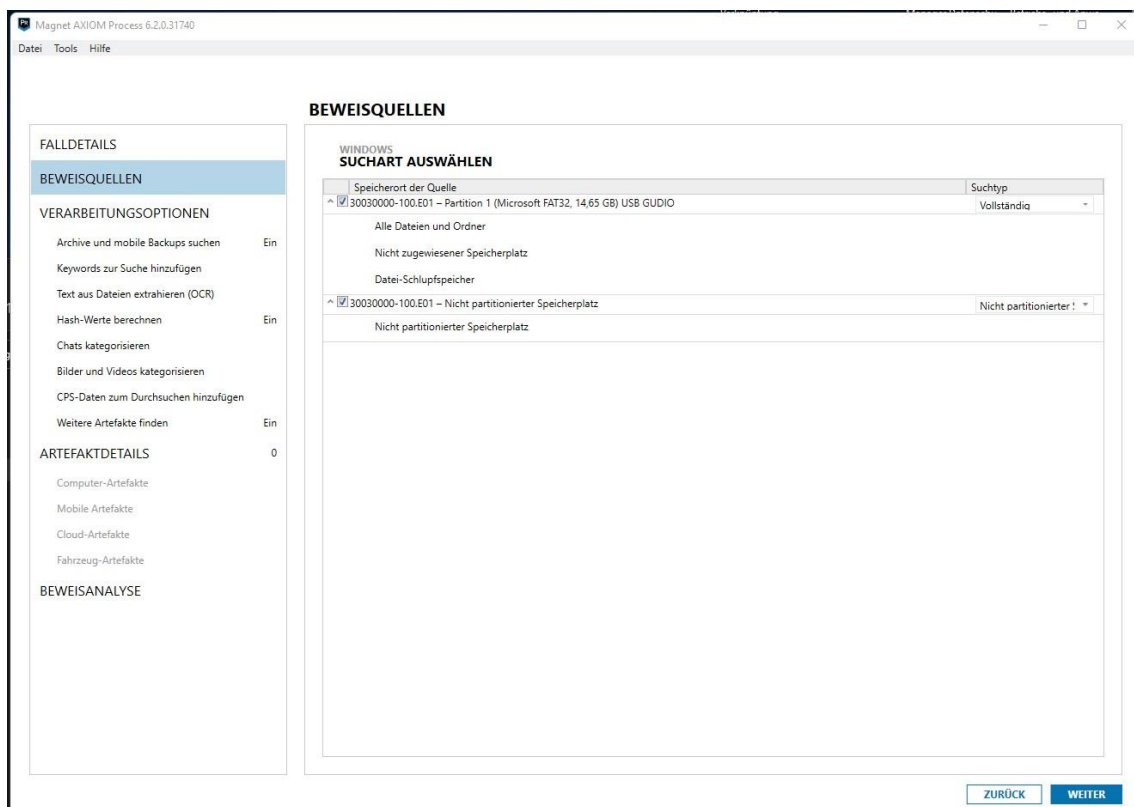 Magnet AXIOM Process 6.2.0.31740
Datei Tools Hilfe
BEWEISQUELLEN
FALLDETAILS
BEWEISQUELLEN
VERARBEITUNGSOPTIONEN
Archive und mobile Backups suchen Ein
Keywords zur Suche hinzufügen
Text aus Dateien extrahieren (OCR)
Hash-Werte berechnen Ein
Chats kategorisieren
Bilder und Videos kategorisieren
CPS-Daten zum Durchsuchen hinzufügen
Weitere Artefakte finden Ein
ARTEFAKTDETAILS 0
Computer-Artefakte
Mobile Artefakte
Cloud-Artefakte
Fahrzeug-Artefakte
BEWEISANALYSE
WINDOWS
SUCHART AUSWÄHLEN
Speicherort der Quelle Suchtyp
30030000-100.E01 – Partition 1 (Microsoft FAT32, 14,65 GB) USB GUDIO Vollständig
Alle Dateien und Ordner
Nicht zugewiesener Speicherplatz
Datei-Schlupfspeicher
30030000-100.E01 – Nicht partitionierter Speicherplatz Nicht partitionierter
Nicht partitionierter Speicherplatz
ZURÜCK WEITER